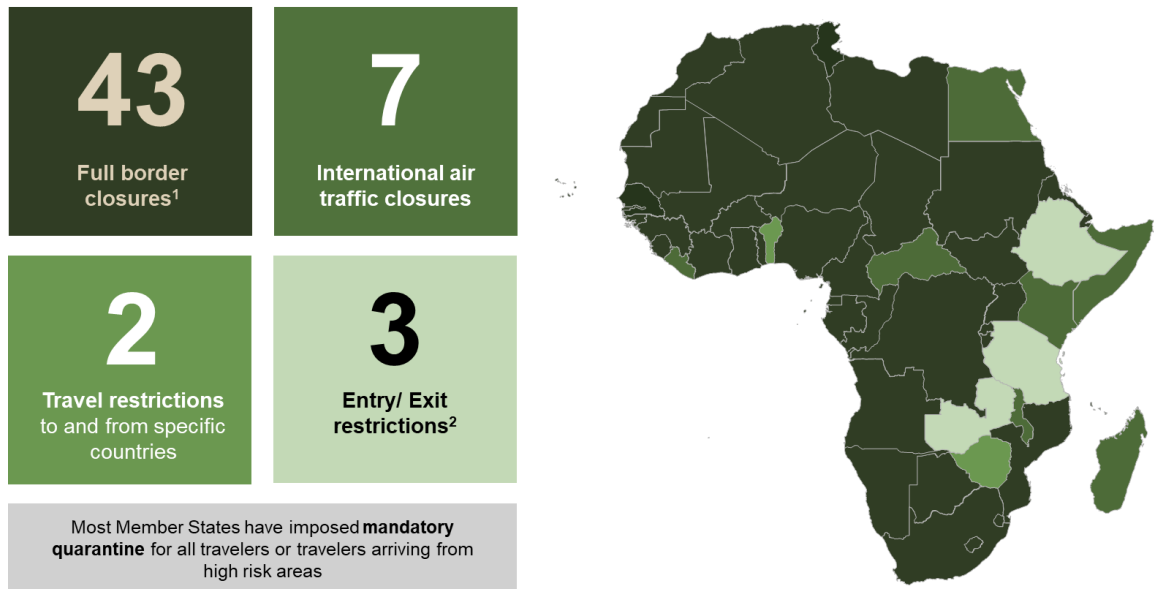 43
Full border
closures¹
7
International air
traffic closures
2
Travel restrictions
to and from specific
countries
3
Entry/ Exit
restrictions²
Most Member States have imposed mandatory
quarantine for all travelers or travelers arriving from
high risk areas